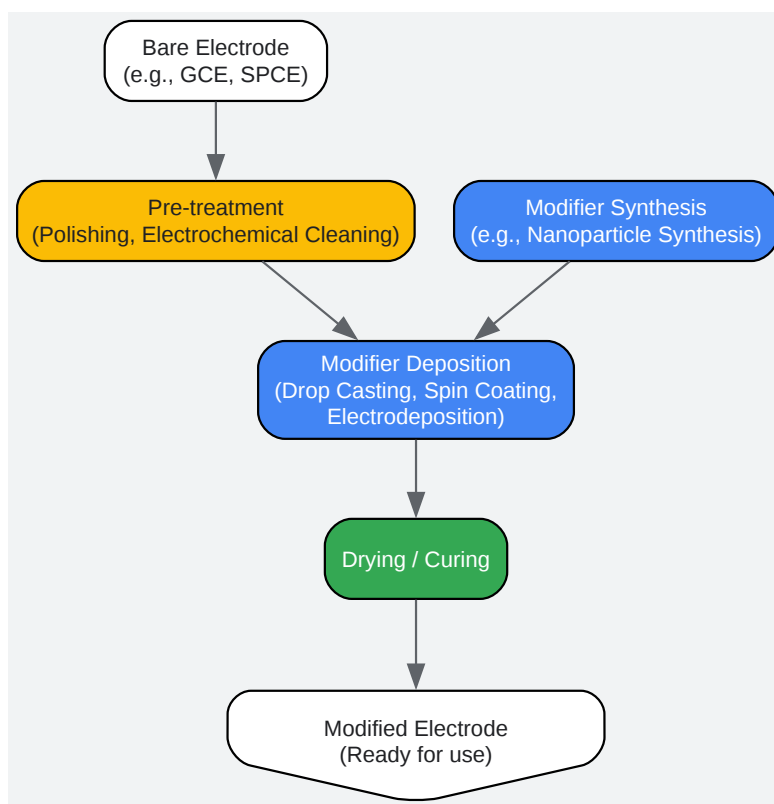 Bare Electrode
(e.g., GCE, SPCE)
Pre-treatment
(Polishing, Electrochemical Cleaning)
Modifier Synthesis
(e.g., Nanoparticle Synthesis)
Modifier Deposition
(Drop Casting, Spin Coating,
Electrodeposition)
Drying / Curing
Modified Electrode
(Ready for use)